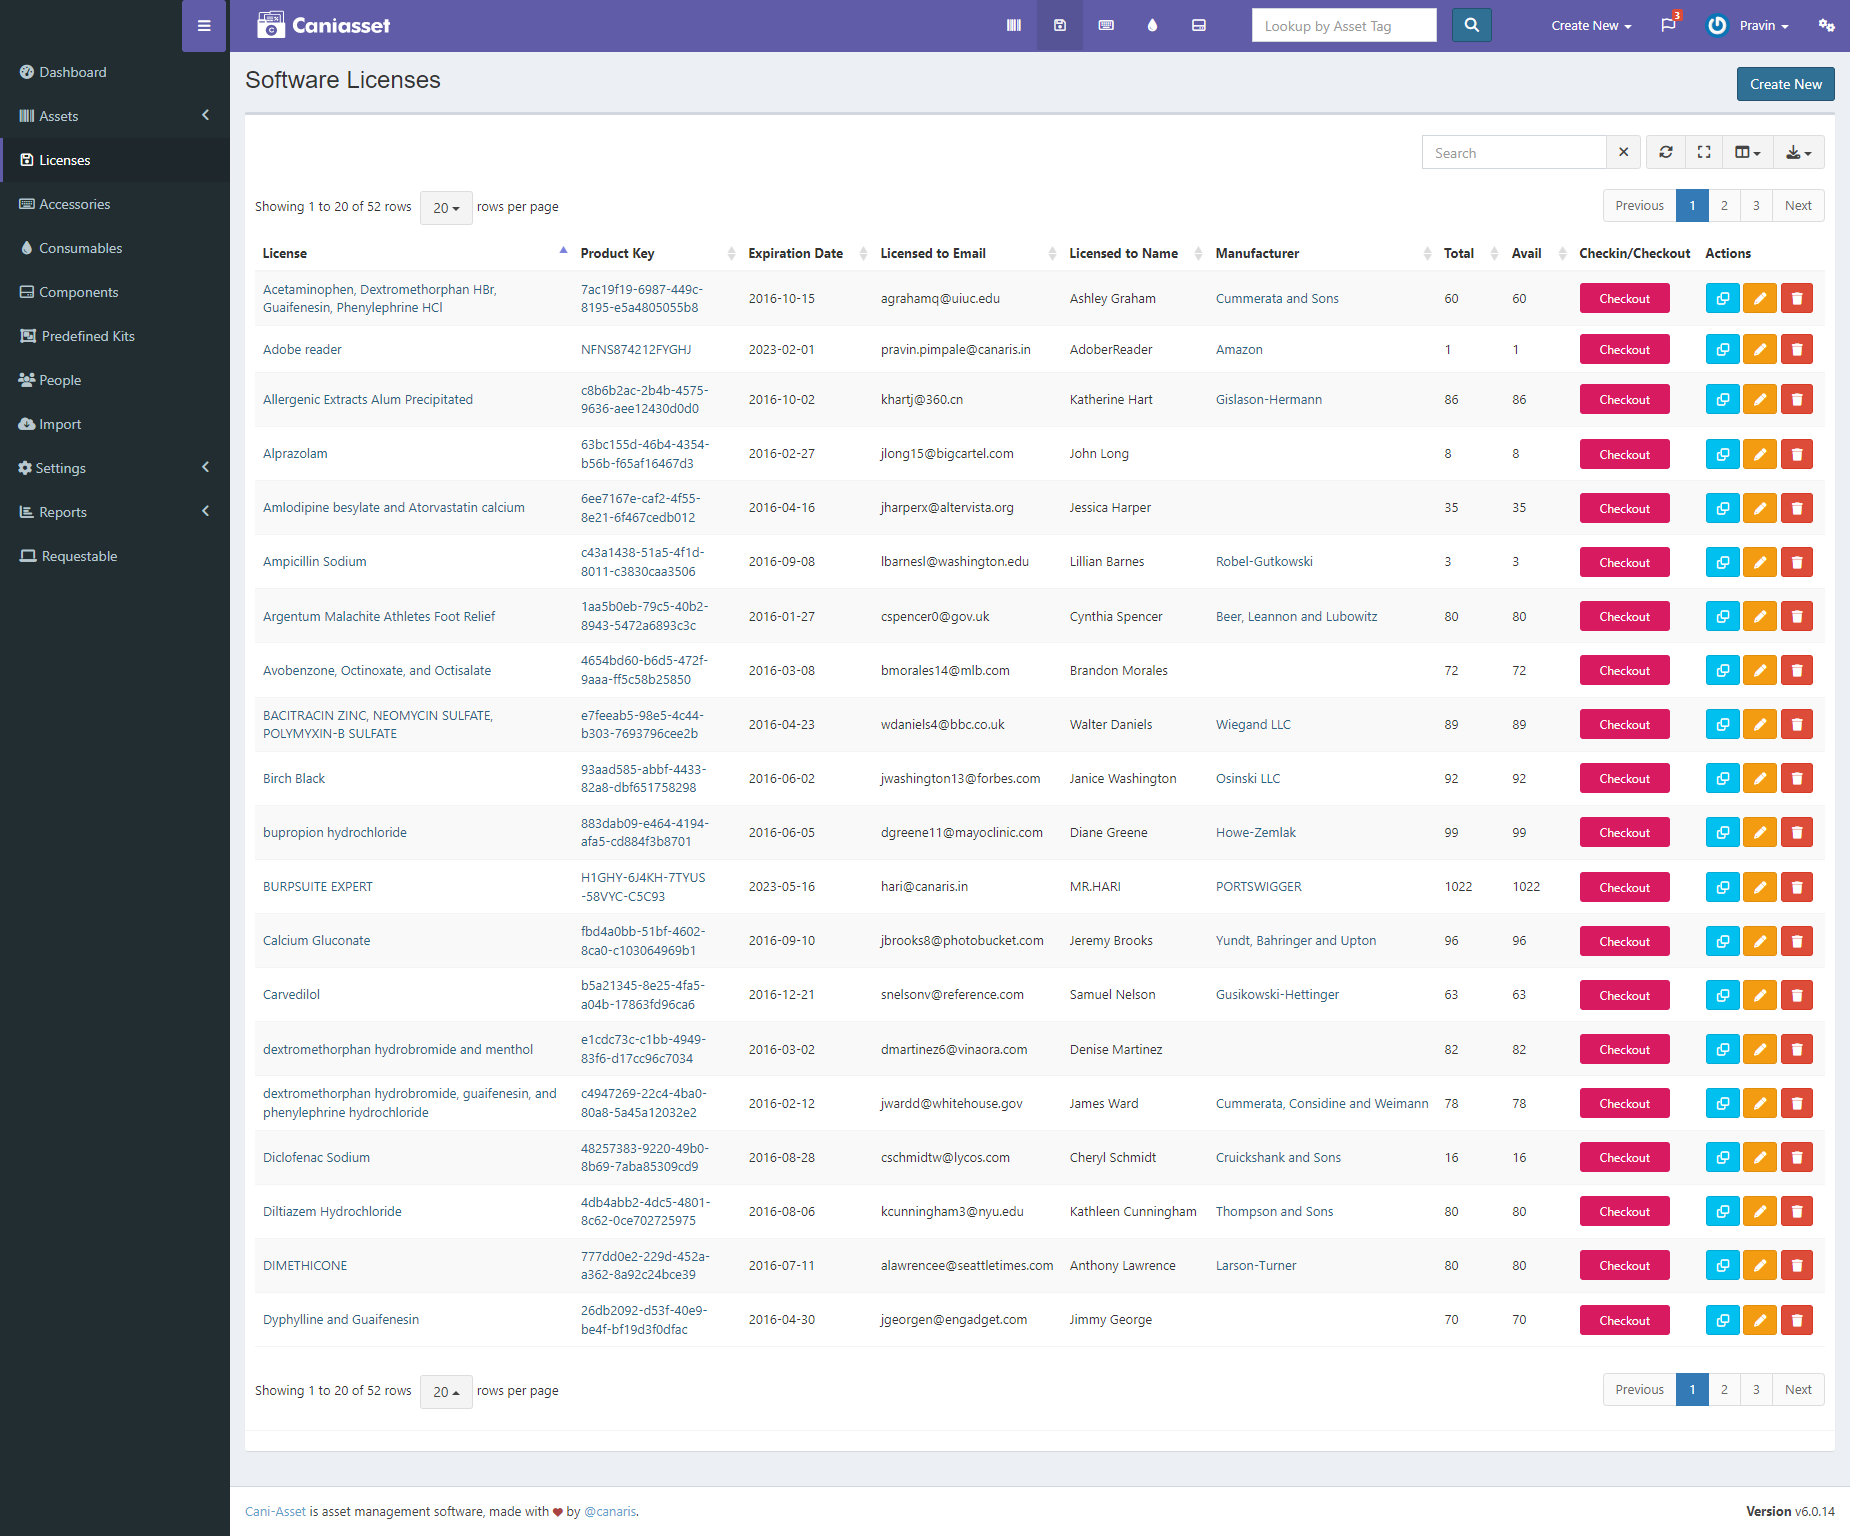 Caniasset
Lookup by Asset Tag
Create New
3
Pravin
Dashboard
Assets
Licenses
Accessories
Consumables
Components
Predefined Kits
People
Import
Settings
Reports
Requestable
Software Licenses
Create New
Search
Showing 1 to 20 of 52 rows 20 rows per page
Previous 1 2 3 Next
License Product Key Expiration Date Licensed to Email Licensed to Name Manufacturer Total Avail Checkin/Checkout Actions
Acetaminophen, Dextromethorphan HBr, Guaifenesin, Phenylephrine HCl 7ac19f19-6987-449c-8195-e5a4805055b8 2016-10-15 agrahamq@uiuc.edu Ashley Graham Cummerata and Sons 60 60 Checkout
Adobe reader NFNS874212FYGHJ 2023-02-01 pravin.pimpale@canaris.in AdoberReader Amazon 1 1 Checkout
Allergenic Extracts Alum Precipitated c8b6b2ac-2b4b-4575-9636-aee12430d0d0 2016-10-02 khartj@360.cn Katherine Hart Gislason-Hermann 86 86 Checkout
Alprazolam 63bc155d-46b4-4354-b56b-f65af16467d3 2016-02-27 jlong15@bigcartel.com John Long 8 8 Checkout
Amlodipine besylate and Atorvastatin calcium 6ee7167e-caf2-4f55-8e21-6f467cedb012 2016-04-16 jharperx@altervista.org Jessica Harper 35 35 Checkout
Ampicillin Sodium c43a1438-51a5-4f1d-8011-c3830caa3506 2016-09-08 lbarnesl@washington.edu Lillian Barnes Robel-Gutkowski 3 3 Checkout
Argentum Malachite Athletes Foot Relief 1aa5b0eb-79c5-40b2-8943-5472a6893c3c 2016-01-27 cspencer0@gov.uk Cynthia Spencer Beer, Leannon and Lubowitz 80 80 Checkout
Avobenzone, Octinoxate, and Octisalate 4654bd60-b6d5-472f-9aaa-ff5c58b25850 2016-03-08 bmorales14@mlb.com Brandon Morales 72 72 Checkout
BACITRACIN ZINC, NEOMYCIN SULFATE, POLYMYXIN-B SULFATE e7feeab5-98e5-4c44-b303-7693796cee2b 2016-04-23 wdaniels4@bbc.co.uk Walter Daniels Wiegand LLC 89 89 Checkout
Birch Black 93aad585-abbf-4433-82a8-dbf651758298 2016-06-02 jwashington13@forbes.com Janice Washington Osinski LLC 92 92 Checkout
bupropion hydrochloride 883dab09-e464-4194-afa5-cd884f3b8701 2016-06-05 dgreene11@mayoclinic.com Diane Greene Howe-Zemlak 99 99 Checkout
BURPSUITE EXPERT H1GHY-6J4KH-7TYUS-58VYC-C5C93 2023-05-16 hari@canaris.in MR.HARI PORTSWIGGER 1022 1022 Checkout
Calcium Gluconate fbd4a0bb-51bf-4602-8ca0-c103064969b1 2016-09-10 jbrooks8@photobucket.com Jeremy Brooks Yundt, Bahringer and Upton 96 96 Checkout
Carvedilol b5a21345-8e25-4fa5-a04b-17863fd96ca6 2016-12-21 snelsonv@reference.com Samuel Nelson Gusikowski-Hettinger 63 63 Checkout
dextromethorphan hydrobromide and menthol e1cdc73c-c1bb-4949-83f6-d17cc96c7034 2016-03-02 dmartinez6@vinaora.com Denise Martinez 82 82 Checkout
dextromethorphan hydrobromide, guaifenesin, and phenylephrine hydrochloride c4947269-22c4-4ba0-80a8-5a45a12032e2 2016-02-12 jwardd@whitehouse.gov James Ward Cummerata, Considine and Weimann 78 78 Checkout
Diclofenac Sodium 48257383-9220-49b0-8b69-7aba85309cd9 2016-08-28 cschmidtw@lycos.com Cheryl Schmidt Cruickshank and Sons 16 16 Checkout
Diltiazem Hydrochloride 4db4abb2-4dc5-4801-8c62-0ce702725975 2016-08-06 kcunningham3@nyu.edu Kathleen Cunningham Thompson and Sons 80 80 Checkout
DIMETHICONE 777dd0e2-229d-452a-a362-8a92c24bce39 2016-07-11 alawrencee@seattletimes.com Anthony Lawrence Larson-Turner 80 80 Checkout
Dyphylline and Guaifenesin 26db2092-d53f-40e9-be4f-bf19d3f0dfac 2016-04-30 jgeorgen@engadget.com Jimmy George 70 70 Checkout
Showing 1 to 20 of 52 rows 20 rows per page
Previous 1 2 3 Next
Cani-Asset is asset management software, made with ♥ by @canaris.
Version v6.0.14